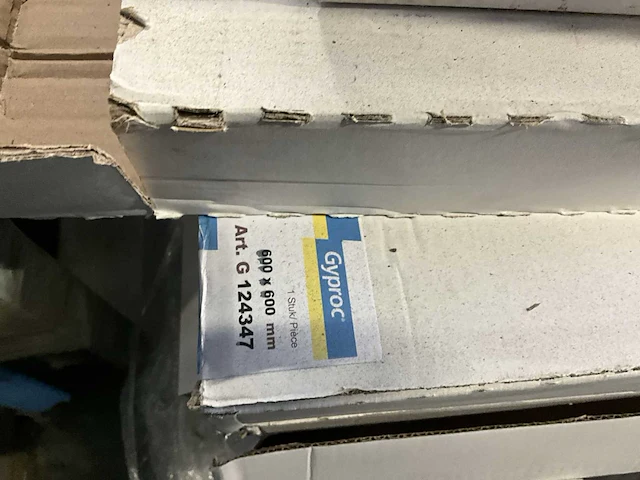 Gyproc®
1 Stuk/ Pièce
600 x 600 mm
Art. G 124347